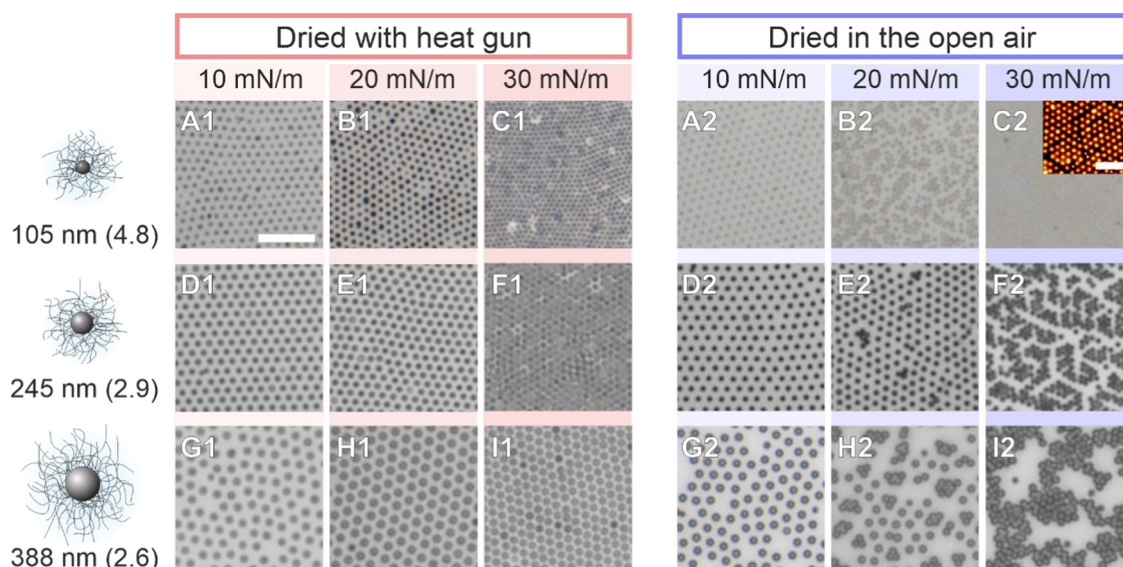 Dried with heat gun
Dried in the open air
10 mN/m 20 mN/m 30 mN/m 10 mN/m 20 mN/m 30 mN/m
A1 B1 C1 A2 B2 C2
105 nm (4.8)
D1 E1 F1 D2 E2 F2
245 nm (2.9)
G1 H1 I1 G2 H2 I2
388 nm (2.6)